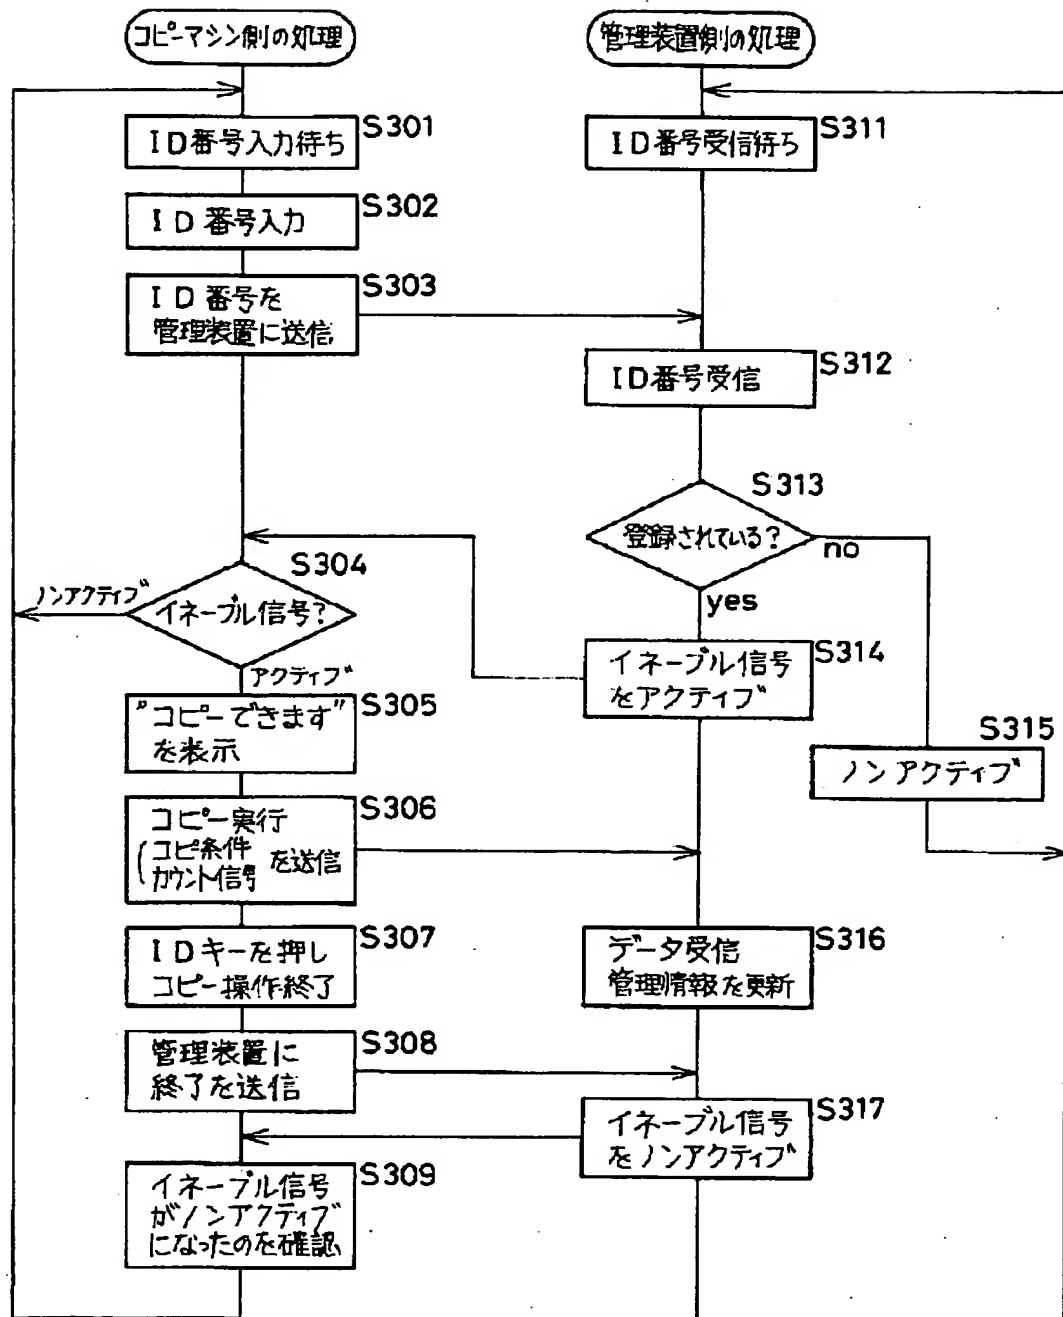 コピーマシン側の処理
S301
ID番号入力待ち
S302
ID番号入力
S303
ID番号を
管理装置に送信
S304
イネーブル信号?
ノンアクティブ
アクティブ
S305
"コピーできます"
を表示
S306
コピー実行
(コピ条件
カウント信号 を送信
S307
IDキーを押し
コピー操作終了
S308
管理装置に
終了を送信
S309
イネーブル信号
がノンアクティブ
になったのを確認
管理装置側の処理
S311
ID番号受信待ち
S312
ID番号受信
S313
登録されている?
no
yes
S314
イネーブル信号
をアクティブ
S315
ノンアクティブ
S316
データ受信
管理情報を更新
S317
イネーブル信号
をノンアクティブ